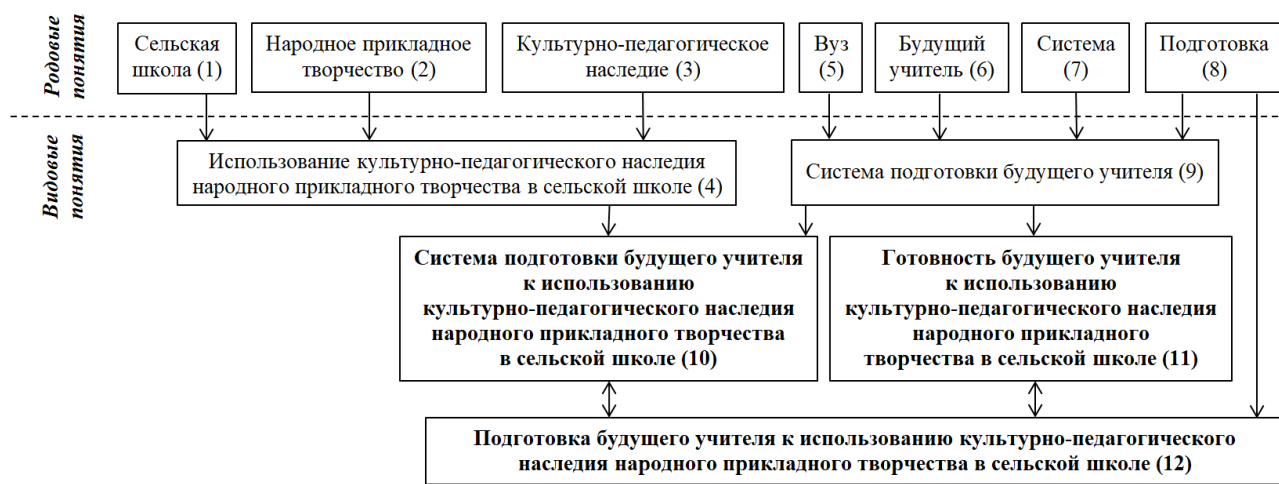 Родовые
понятия
Сельская
школа (1)
Народное прикладное
творчество (2)
Культурно-педагогическое
наследие (3)
Вуз
(5)
Будущий
учитель (6)
Система
(7)
Подготовка
(8)
Видовые
понятия
Использование культурно-педагогического наследия
народного прикладного творчества в сельской школе (4)
Система подготовки будущего учителя (9)
Система подготовки будущего учителя
к использованию
культурно-педагогического наследия
народного прикладного творчества
в сельской школе (10)
Готовность будущего учителя
к использованию
культурно-педагогического наследия
народного прикладного
творчества в сельской школе (11)
Подготовка будущего учителя к использованию культурно-педагогического
наследия народного прикладного творчества в сельской школе (12)